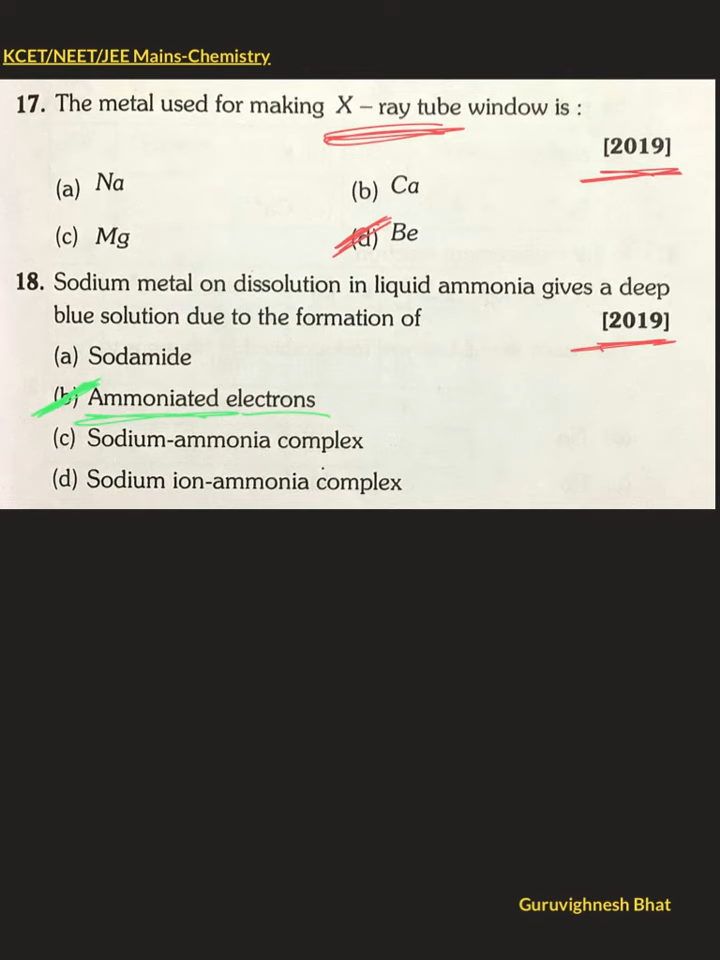 KCET/NEET/JEE Mains-Chemistry
17. The metal used for making X – ray tube window is :
[2019]
(a) Na (b) Ca
(c) Mg (d) Be
18. Sodium metal on dissolution in liquid ammonia gives a deep
blue solution due to the formation of [2019]
(a) Sodamide
(b) Ammoniated electrons
(c) Sodium-ammonia complex
(d) Sodium ion-ammonia complex
Guruvighnesh Bhat